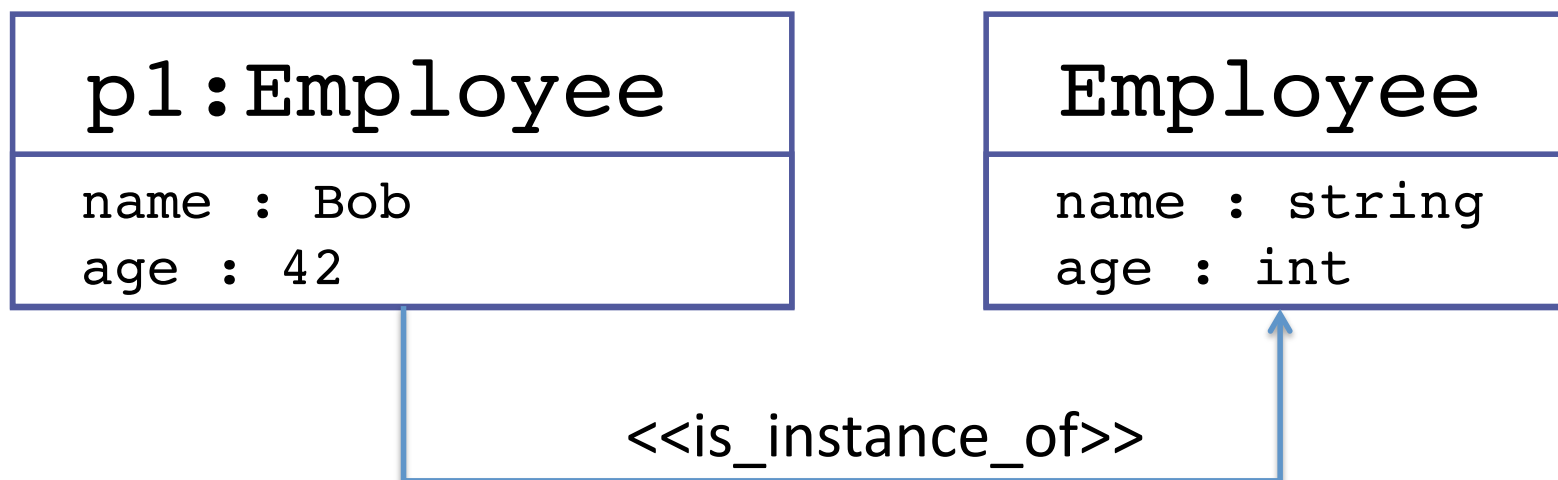 p1:Employee
name : Bob
age : 42
Employee
name : string
age : int
<<is_instance_of>>